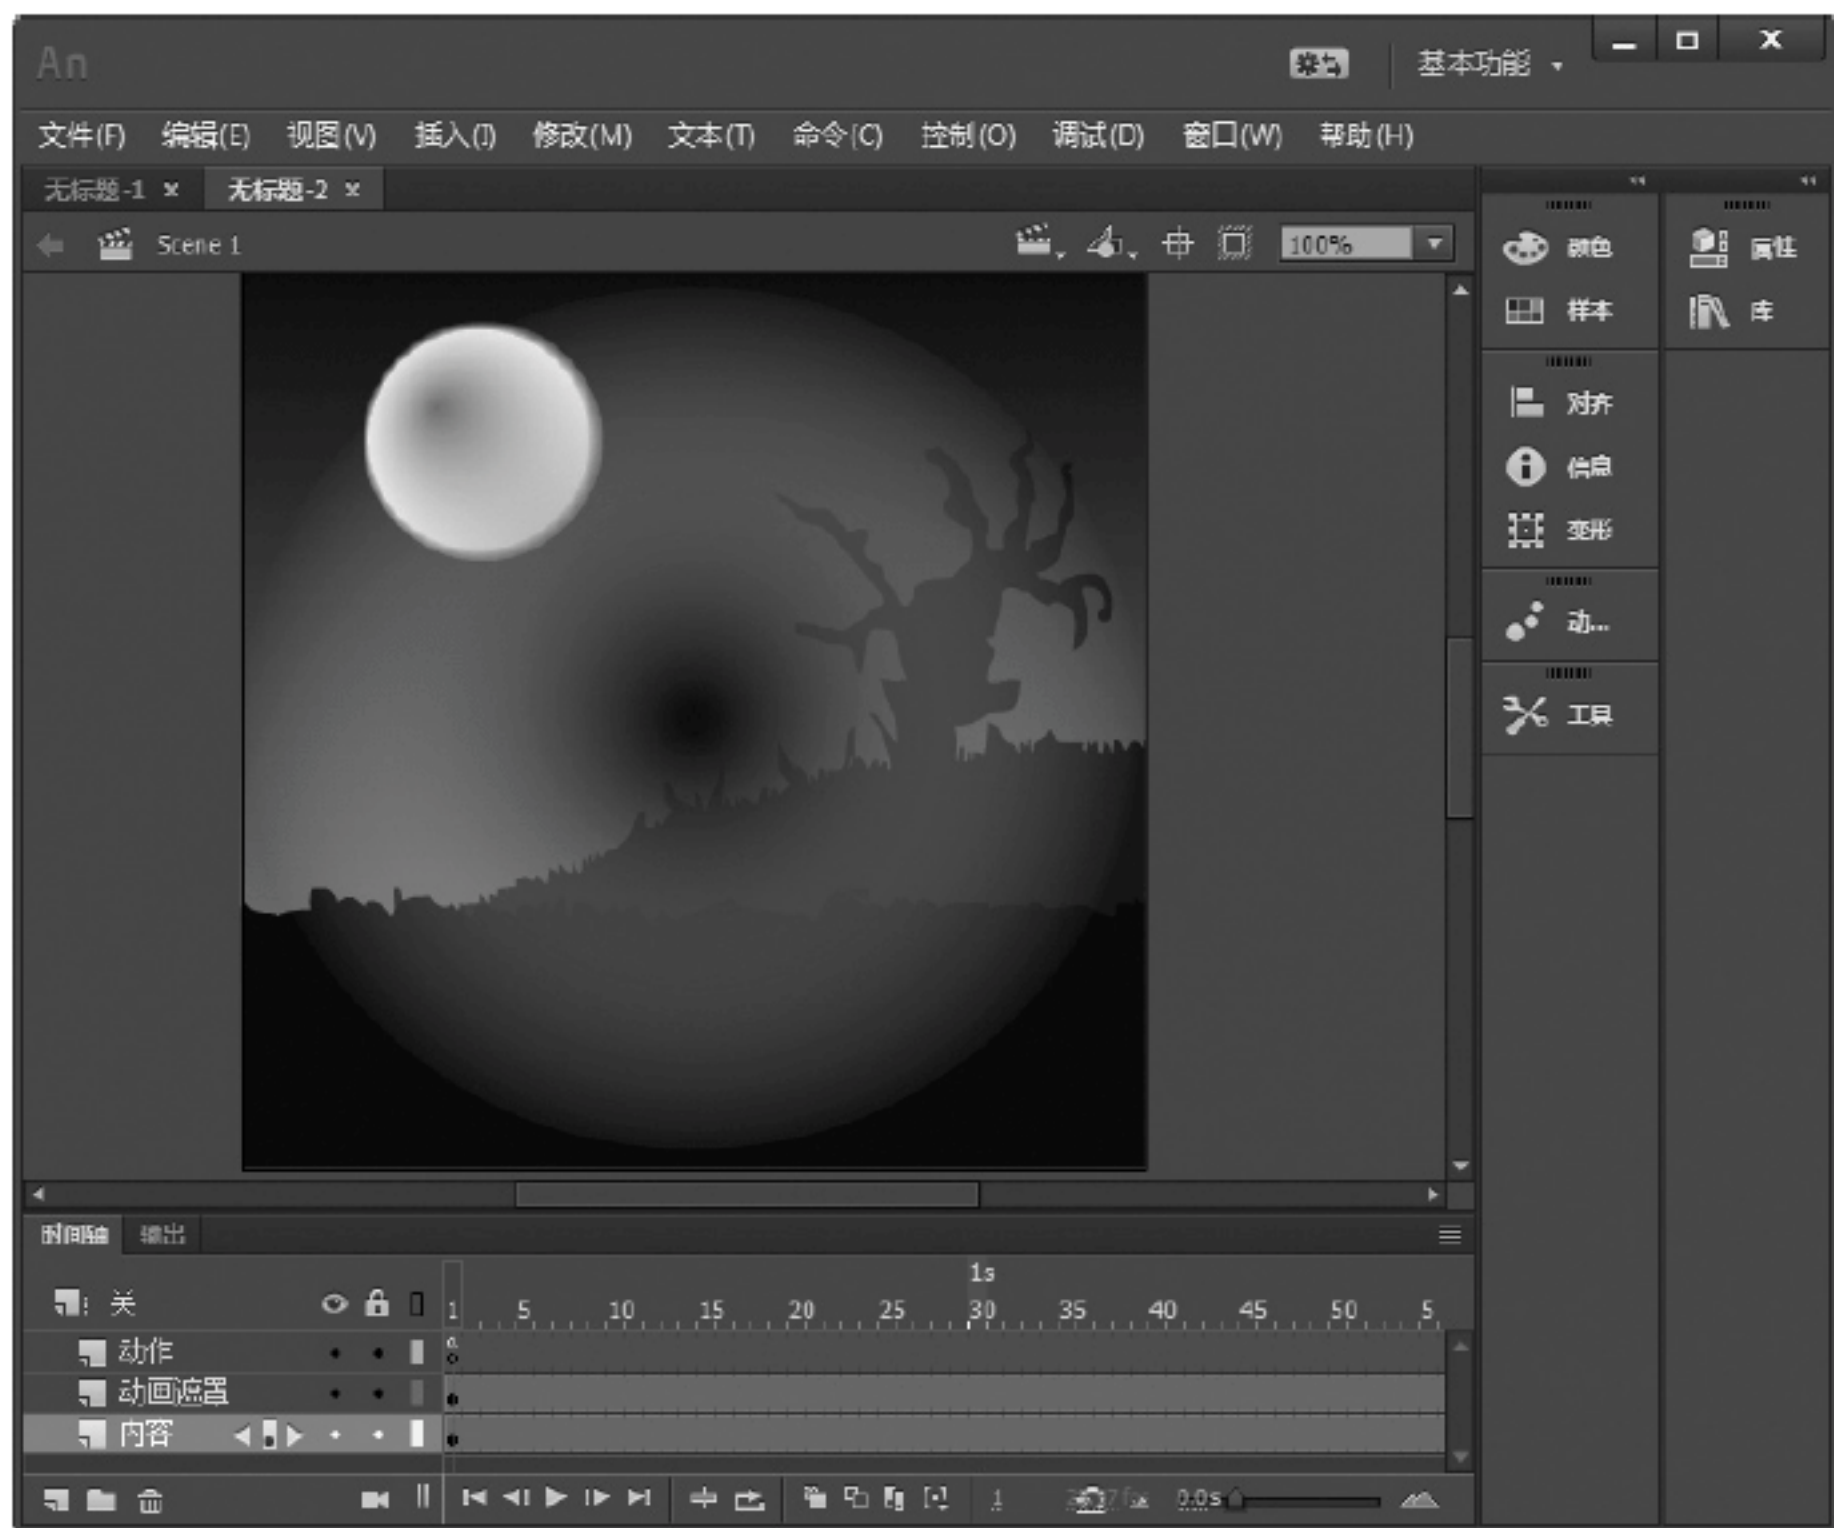 An 基本功能
文件(F) 编辑(E) 视图(V) 插入(I) 修改(M) 文本(T) 命令(C) 控制(O) 调试(D) 窗口(W) 帮助(H)
无标题-1 无标题-2
Scene 1 100%
颜色 属性
样本 库
对齐
信息
变形
动...
工具
时间轴 输出
1s
关 1 5 10 15 20 25 30 35 40 45 50 5
动作
动画遮罩
内容
1 0.0s